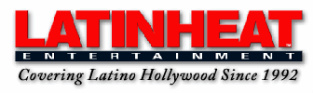 LATINHEAT
ENTERTAINMENT
Covering Latino Hollywood Since 1992